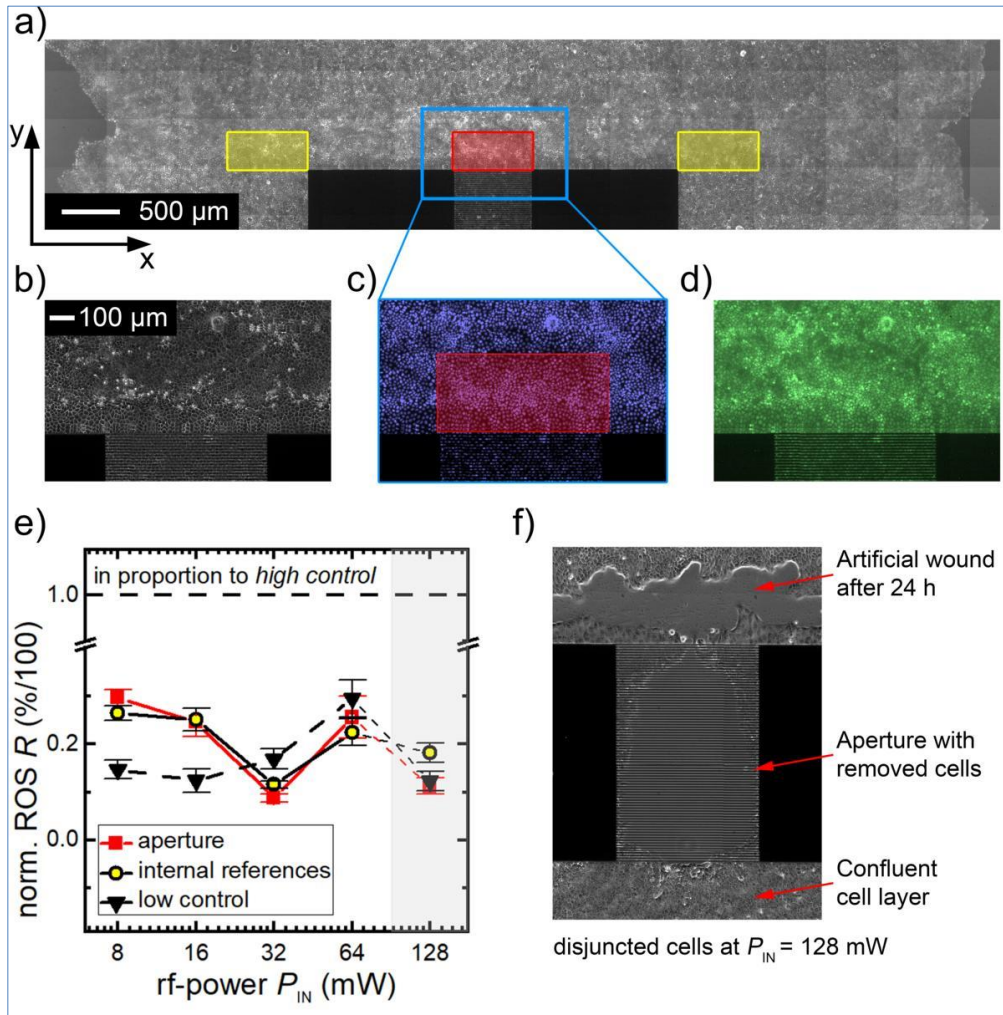 a)
y
500 µm
x
b)
100 µm
c)
d)
e)
in proportion to high control
1.0
0.2
0.0
norm. ROS R (%/100)
aperture
internal references
low control
8 16 32 64 128
rf-power PIN (mW)
f)
Artificial wound
after 24 h
Aperture with
removed cells
Confluent
cell layer
disjuncted cells at PIN = 128 mW